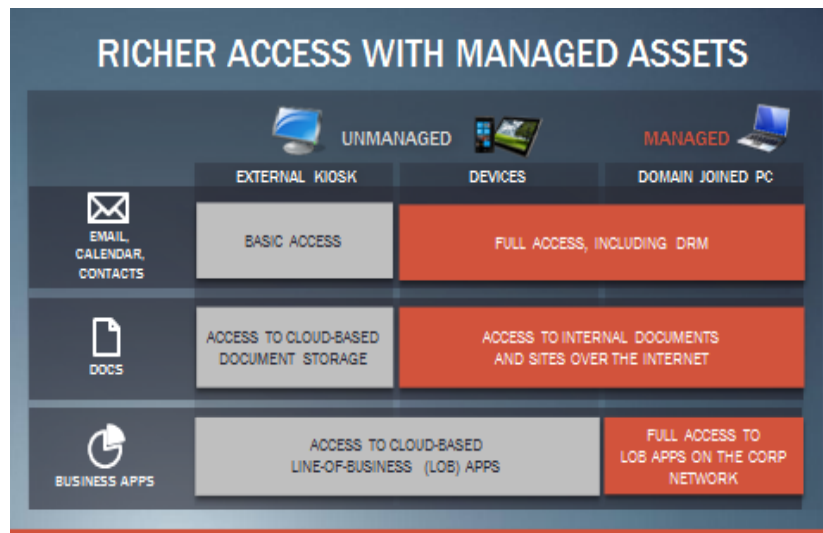 RICHER ACCESS WITH MANAGED ASSETS
UNMANAGED
MANAGED
EXTERNAL KIOSK
DEVICES
DOMAIN JOINED PC
EMAIL,
CALENDAR,
CONTACTS
BASIC ACCESS
FULL ACCESS, INCLUDING DRM
DOCS
ACCESS TO CLOUD-BASED
DOCUMENT STORAGE
ACCESS TO INTERNAL DOCUMENTS
AND SITES OVER THE INTERNET
BUSINESS APPS
ACCESS TO CLOUD-BASED
LINE-OF-BUSINESS (LOB) APPS
FULL ACCESS TO
LOB APPS ON THE CORP
NETWORK